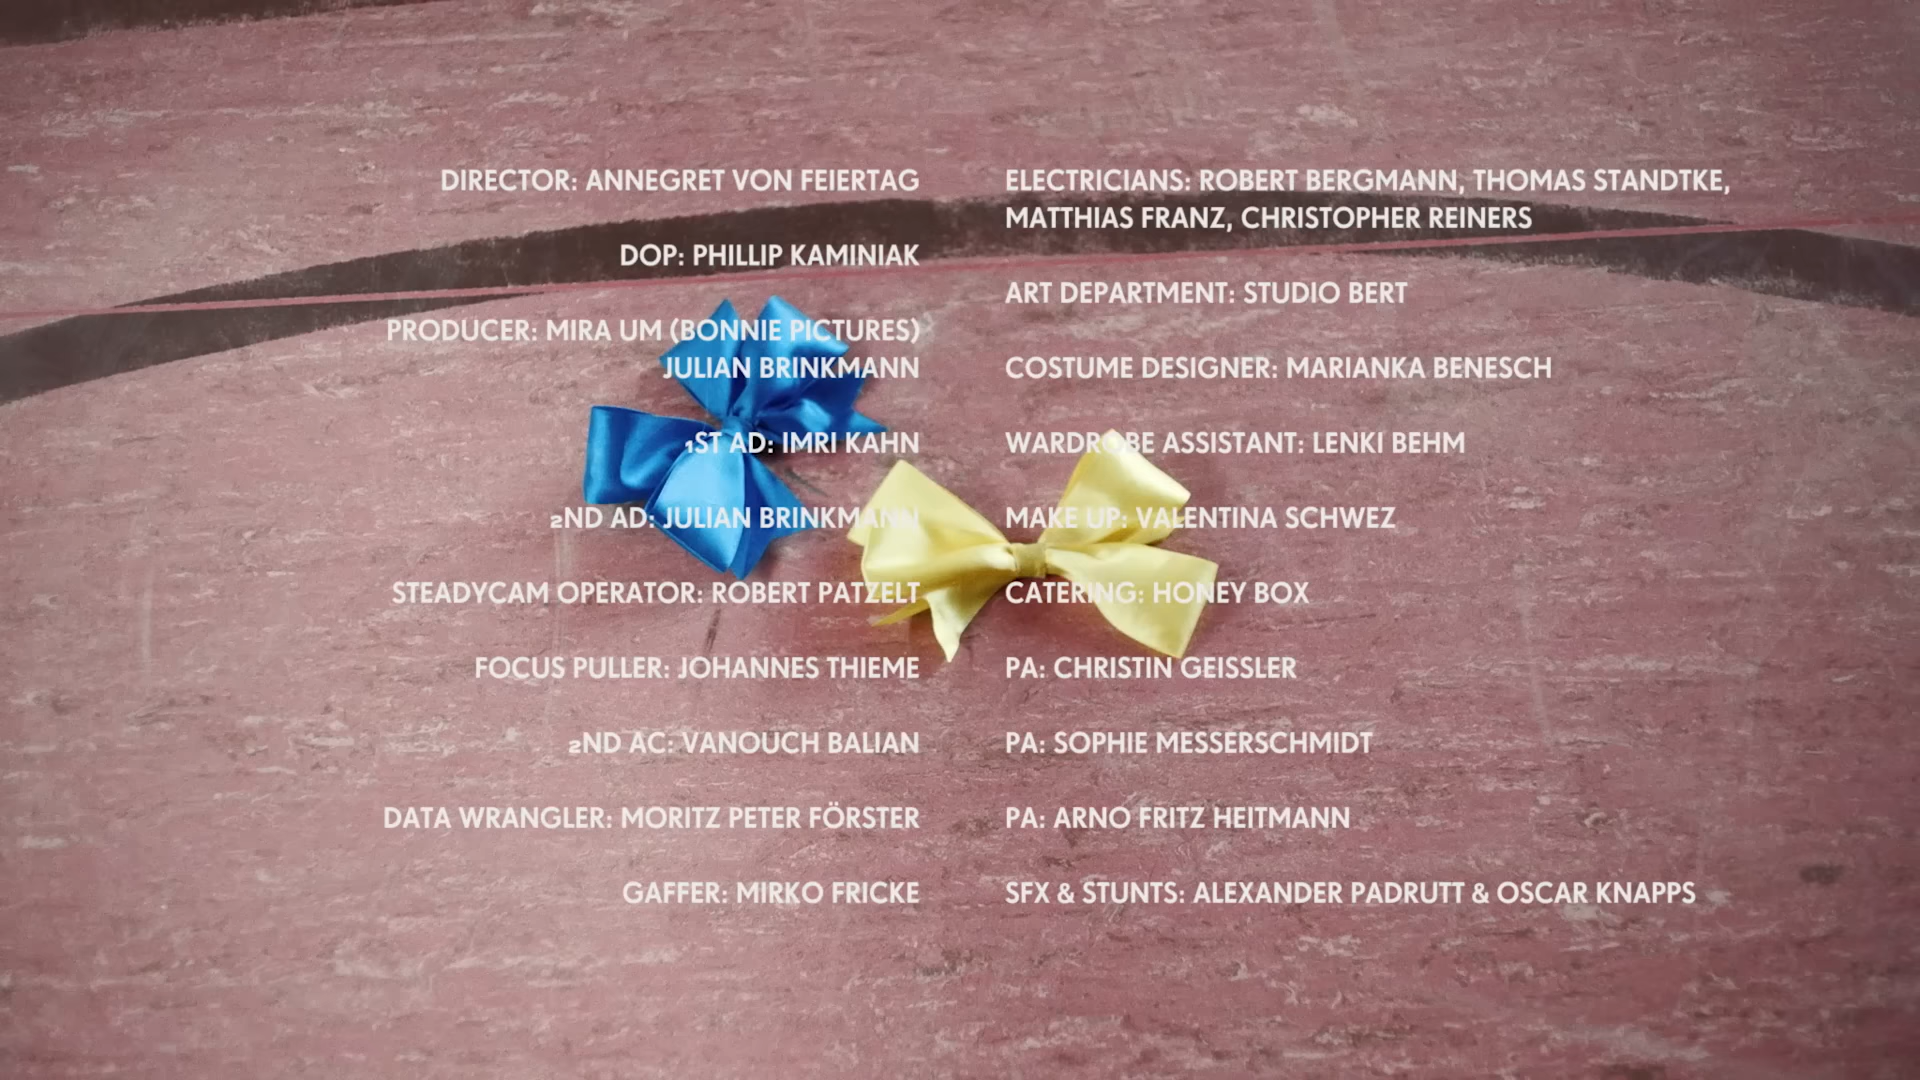 DIRECTOR: ANNEGRET VON FEIERTAG
DOP: PHILLIP KAMINIAK
PRODUCER: MIRA UM (BONNIE PICTURES)
JULIAN BRINKMANN
1ST AD: IMRI KAHN
2ND AD: JULIAN BRINKMANN
STEADYCAM OPERATOR: ROBERT PATZELT
FOCUS PULLER: JOHANNES THIEME
2ND AC: VANOUCH BALIAN
DATA WRANGLER: MORITZ PETER FÖRSTER
GAFFER: MIRKO FRICKE
ELECTRICIANS: ROBERT BERGMANN, THOMAS STANDTKE,
MATTHIAS FRANZ, CHRISTOPHER REINERS
ART DEPARTMENT: STUDIO BERT
COSTUME DESIGNER: MARIANKA BENESCH
WARDROBE ASSISTANT: LENKI BEHM
MAKE UP: VALENTINA SCHWEZ
CATERING: HONEY BOX
PA: CHRISTIN GEISSLER
PA: SOPHIE MESSERSCHMIDT
PA: ARNO FRITZ HEITMANN
SFX & STUNTS: ALEXANDER PADRUTT & OSCAR KNAPPS